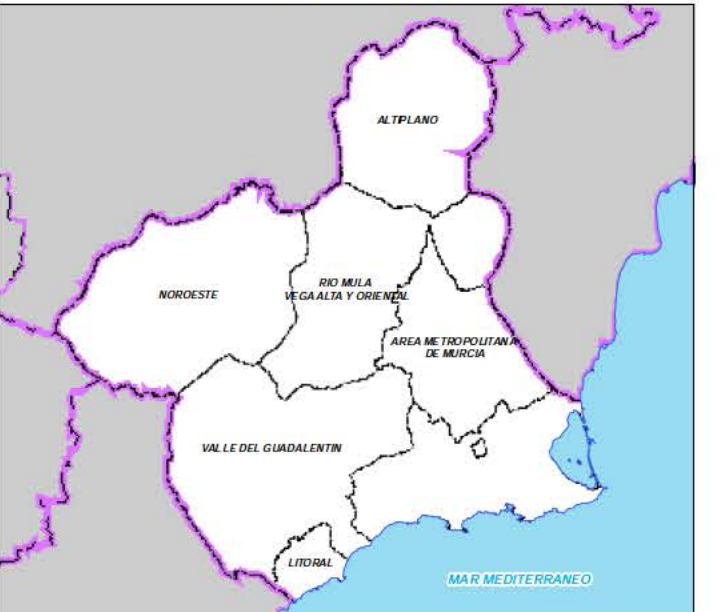 ALTIPLANO
NOROESTE
RIO MULA
VEGA ALTA Y ORIENTAL
AREA METROPOLITANA
DE MURCIA
VALLE DEL GUADALENTIN
LITORAL
MAR MEDITERRANEO